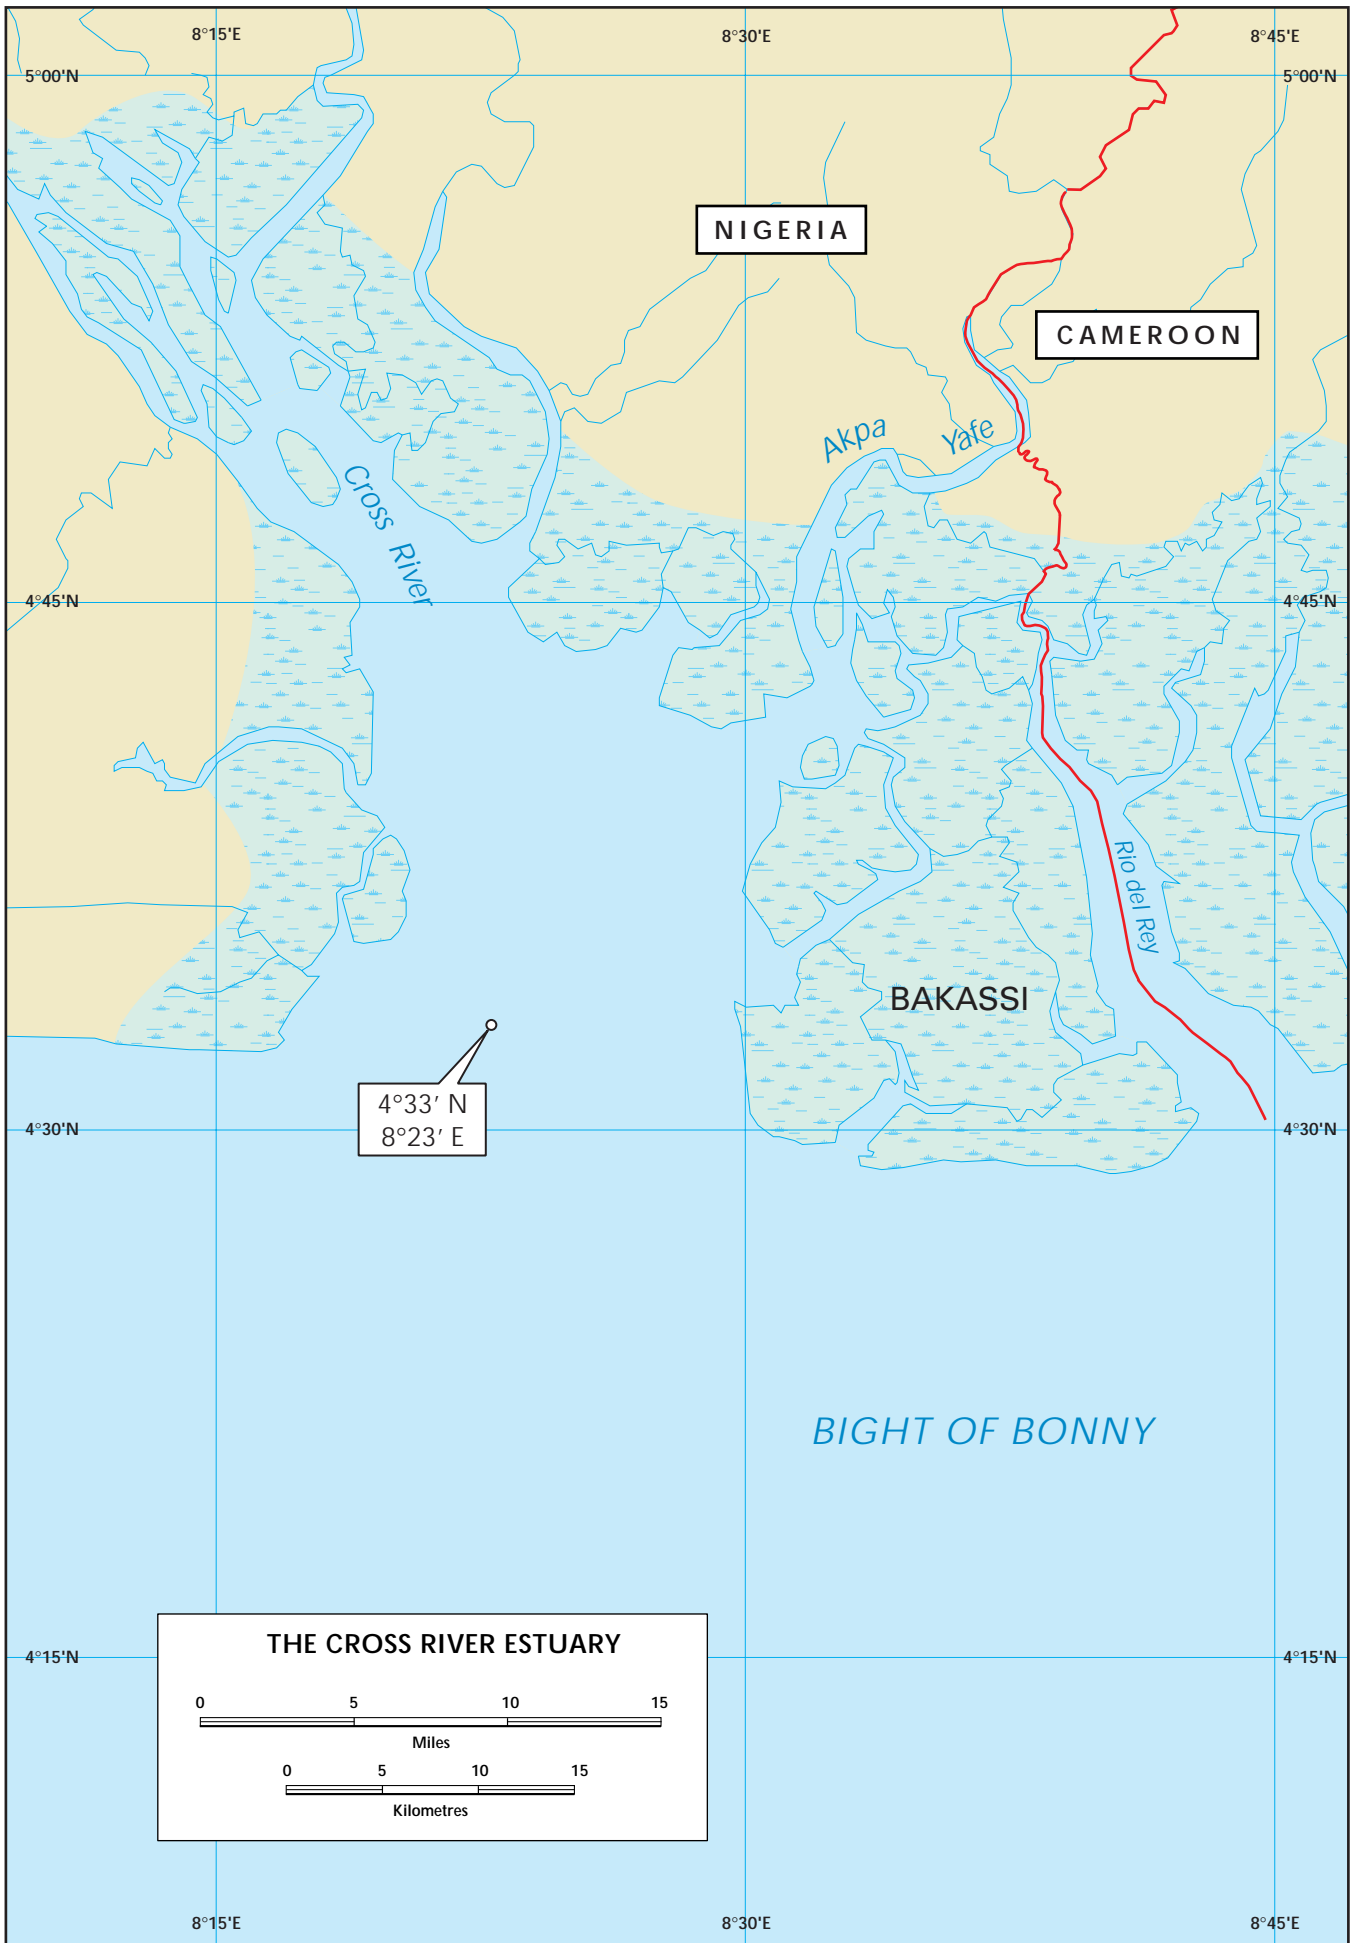 8°15'E
8°30'E
8°45'E
5°00'N
5°00'N
NIGERIA
CAMEROON
Akpa Yafe
Cross River
4°45'N
4°45'N
Rio del Rey
BAKASSI
4°33' N
8°23' E
4°30'N
4°30'N
BIGHT OF BONNY
THE CROSS RIVER ESTUARY
4°15'N
4°15'N
0 5 10 15
Miles
0 5 10 15
Kilometres
8°15'E
8°30'E
8°45'E